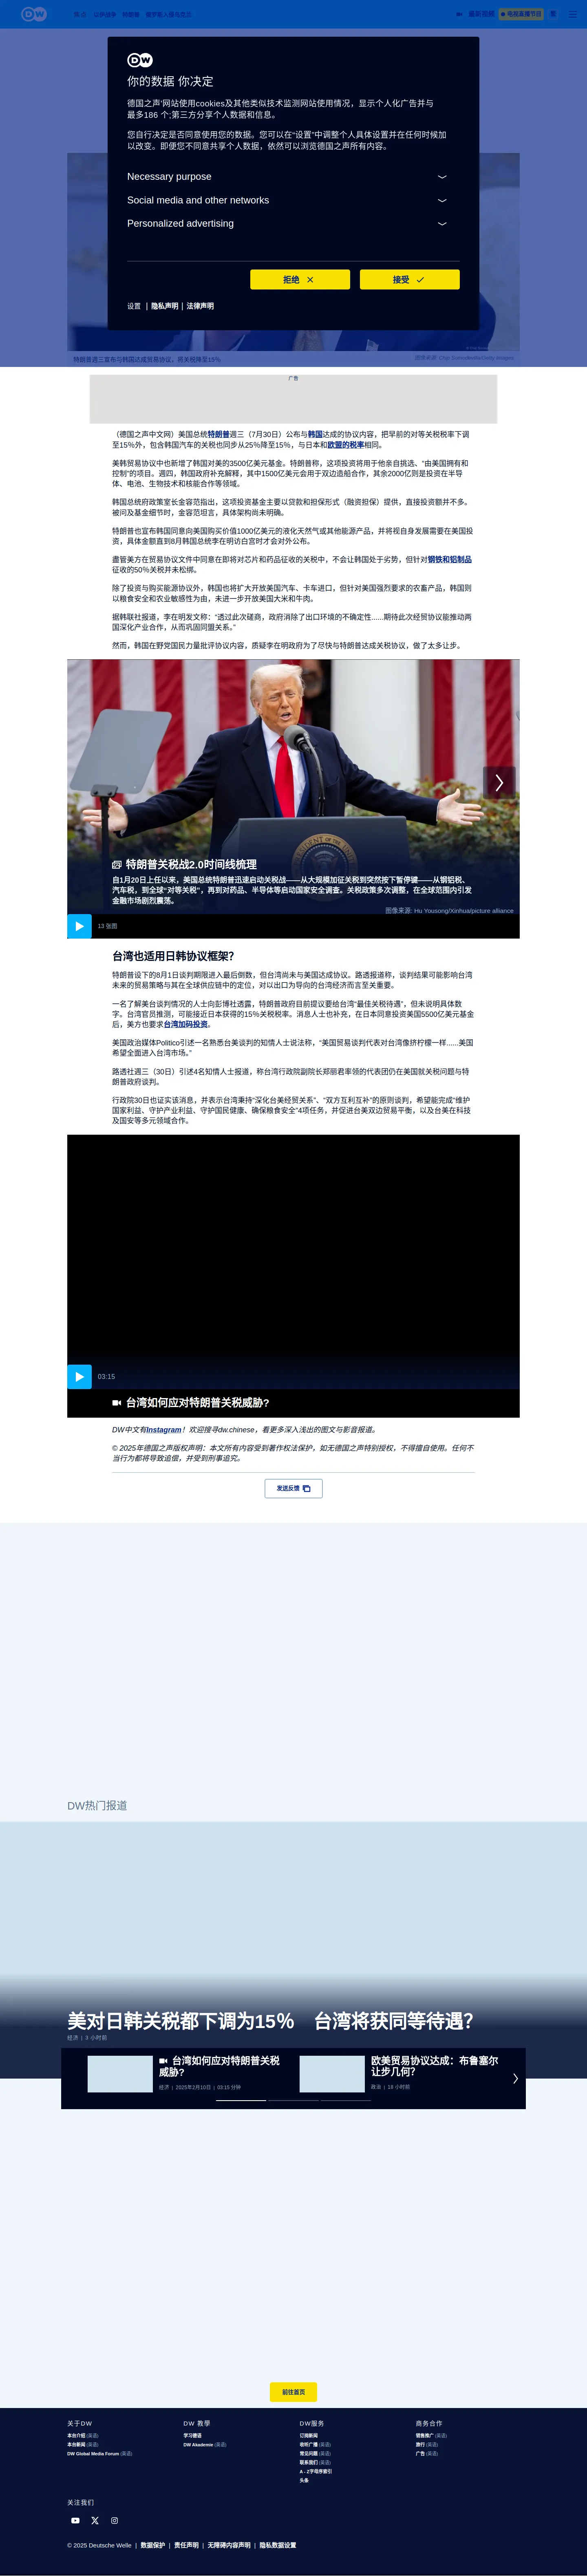 DW
最新视频
电视直播节目
繁
DW
你的数据 你决定
德国之声'网站使用cookies及其他类似技术监测网站使用情况，显示个人化广告并与
最多186 个;第三方分享个人数据和信息。
您自行决定是否同意使用您的数据。您可以在“设置”中调整个人具体设置并在任何时候加
以改变。即便您不同意共享个人数据，依然可以浏览德国之声所有内容。
Necessary purpose
Social media and other networks
Personalized advertising
拒绝
接受
设置 | 隐私声明 | 法律声明
特朗普週三宣布与韩国达成贸易协议，将关税降至15％
图像来源: Chip Somodevilla/Getty Images
广告
（德国之声中文网）美国总统特朗普週三（7月30日）公布与韩国达成的协议内容，把早前的对等关税税率下调
至15％外，包含韩国汽车的关税也同步从25％降至15％，与日本和欧盟的税率相同。
美韩贸易协议中也新增了韩国对美的3500亿美元基金。特朗普称，这项投资将用于他亲自挑选、“由美国拥有和
控制”的项目。週四，韩国政府补充解释，其中1500亿美元会用于双边造船合作，其余2000亿则是投资在半导
体、电池、生物技术和核能合作等领域。
韩国总统府政策室长金容范指出，这项投资基金主要以贷款和担保形式（融资担保）提供，直接投资额并不多。
被问及基金细节时，金容范坦言，具体架构尚未明确。
特朗普也宣布韩国同意向美国购买价值1000亿美元的液化天然气或其他能源产品，并将视自身发展需要在美国投
资，具体金额直到8月韩国总统李在明访白宫时才会对外公布。
盡管美方在贸易协议文件中同意在即将对芯片和药品征收的关税中，不会让韩国处于劣势，但针对钢铁和铝制品
征收的50％关税并未松绑。
除了投资与购买能源协议外，韩国也将扩大开放美国汽车、卡车进口，但针对美国强烈要求的农畜产品，韩国则
以粮食安全和农业敏感性为由，未进一步开放美国大米和牛肉。
据韩联社报道，李在明发文称：“透过此次磋商，政府消除了出口环境的不确定性......期待此次经贸协议能推动两
国深化产业合作，从而巩固同盟关系。”
然而，韩国在野党国民力量批评协议内容，质疑李在明政府为了尽快与特朗普达成关税协议，做了太多让步。
特朗普关税战2.0时间线梳理
自1月20日上任以来，美国总统特朗普迅速启动关税战——从大规模加征关税到突然按下暂停键——从钢铝税、
汽车税，到全球“对等关税”，再到对药品、半导体等启动国家安全调查。关税政策多次调整，在全球范围内引发
金融市场剧烈震荡。
图像来源: Hu Yousong/Xinhua/picture alliance
13 张图
台湾也适用日韩协议框架？
特朗普设下的8月1日谈判期限进入最后倒数，但台湾尚未与美国达成协议。路透报道称，谈判结果可能影响台湾
未来的贸易策略与其在全球供应链中的定位，对以出口为导向的台湾经济而言至关重要。
一名了解美台谈判情况的人士向彭博社透露，特朗普政府目前提议要给台湾“最佳关税待遇”，但未说明具体数
字。台湾官员推测，可能接近日本获得的15％关税税率。消息人士也补充，在日本同意投资美国5500亿美元基金
后，美方也要求台湾加码投资。
美国政治媒体Politico引述一名熟悉台美谈判的知情人士说法称，“美国贸易谈判代表对台湾像挤柠檬一样......美国
希望全面进入台湾市场。”
路透社週三（30日）引述4名知情人士报道，称台湾行政院副院长郑丽君率领的代表团仍在美国就关税问题与特
朗普政府谈判。
行政院30日也证实该消息，并表示台湾秉持“深化台美经贸关系”、“双方互利互补”的原则谈判，希望能完成“维护
国家利益、守护产业利益、守护国民健康、确保粮食安全”4项任务，并促进台美双边贸易平衡，以及台美在科技
及国安等多元领域合作。
03:15
台湾如何应对特朗普关税威胁？
DW中文有Instagram！欢迎搜寻dw.chinese，看更多深入浅出的图文与影音报道。
© 2025年德国之声版权声明：本文所有内容受到著作权法保护，如无德国之声特别授权，不得擅自使用。任何不
当行为都将导致追偿，并受到刑事追究。
发送反馈
DW热门报道
美对日韩关税都下调为15％　台湾将获同等待遇？
经济 | 3 小时前
台湾如何应对特朗普关税
威胁？
经济 | 2025年2月10日 | 03:15 分钟
欧美贸易协议达成：布鲁塞尔
让步几何？
政治 | 18 小时前
前往首页
关于DW
本台介绍 (英语)
本台新闻 (英语)
DW Global Media Forum (英语)
DW 教學
学习德语
DW Akademie (英语)
DW服务
订阅新闻
收听广播 (英语)
常见问题 (英语)
联系我们 (英语)
A - Z字母序索引
头条
商务合作
销售推广 (英语)
旅行 (英语)
广告 (英语)
关注我们
© 2025 Deutsche Welle | 数据保护 | 责任声明 | 无障碍内容声明 | 隐私数据设置